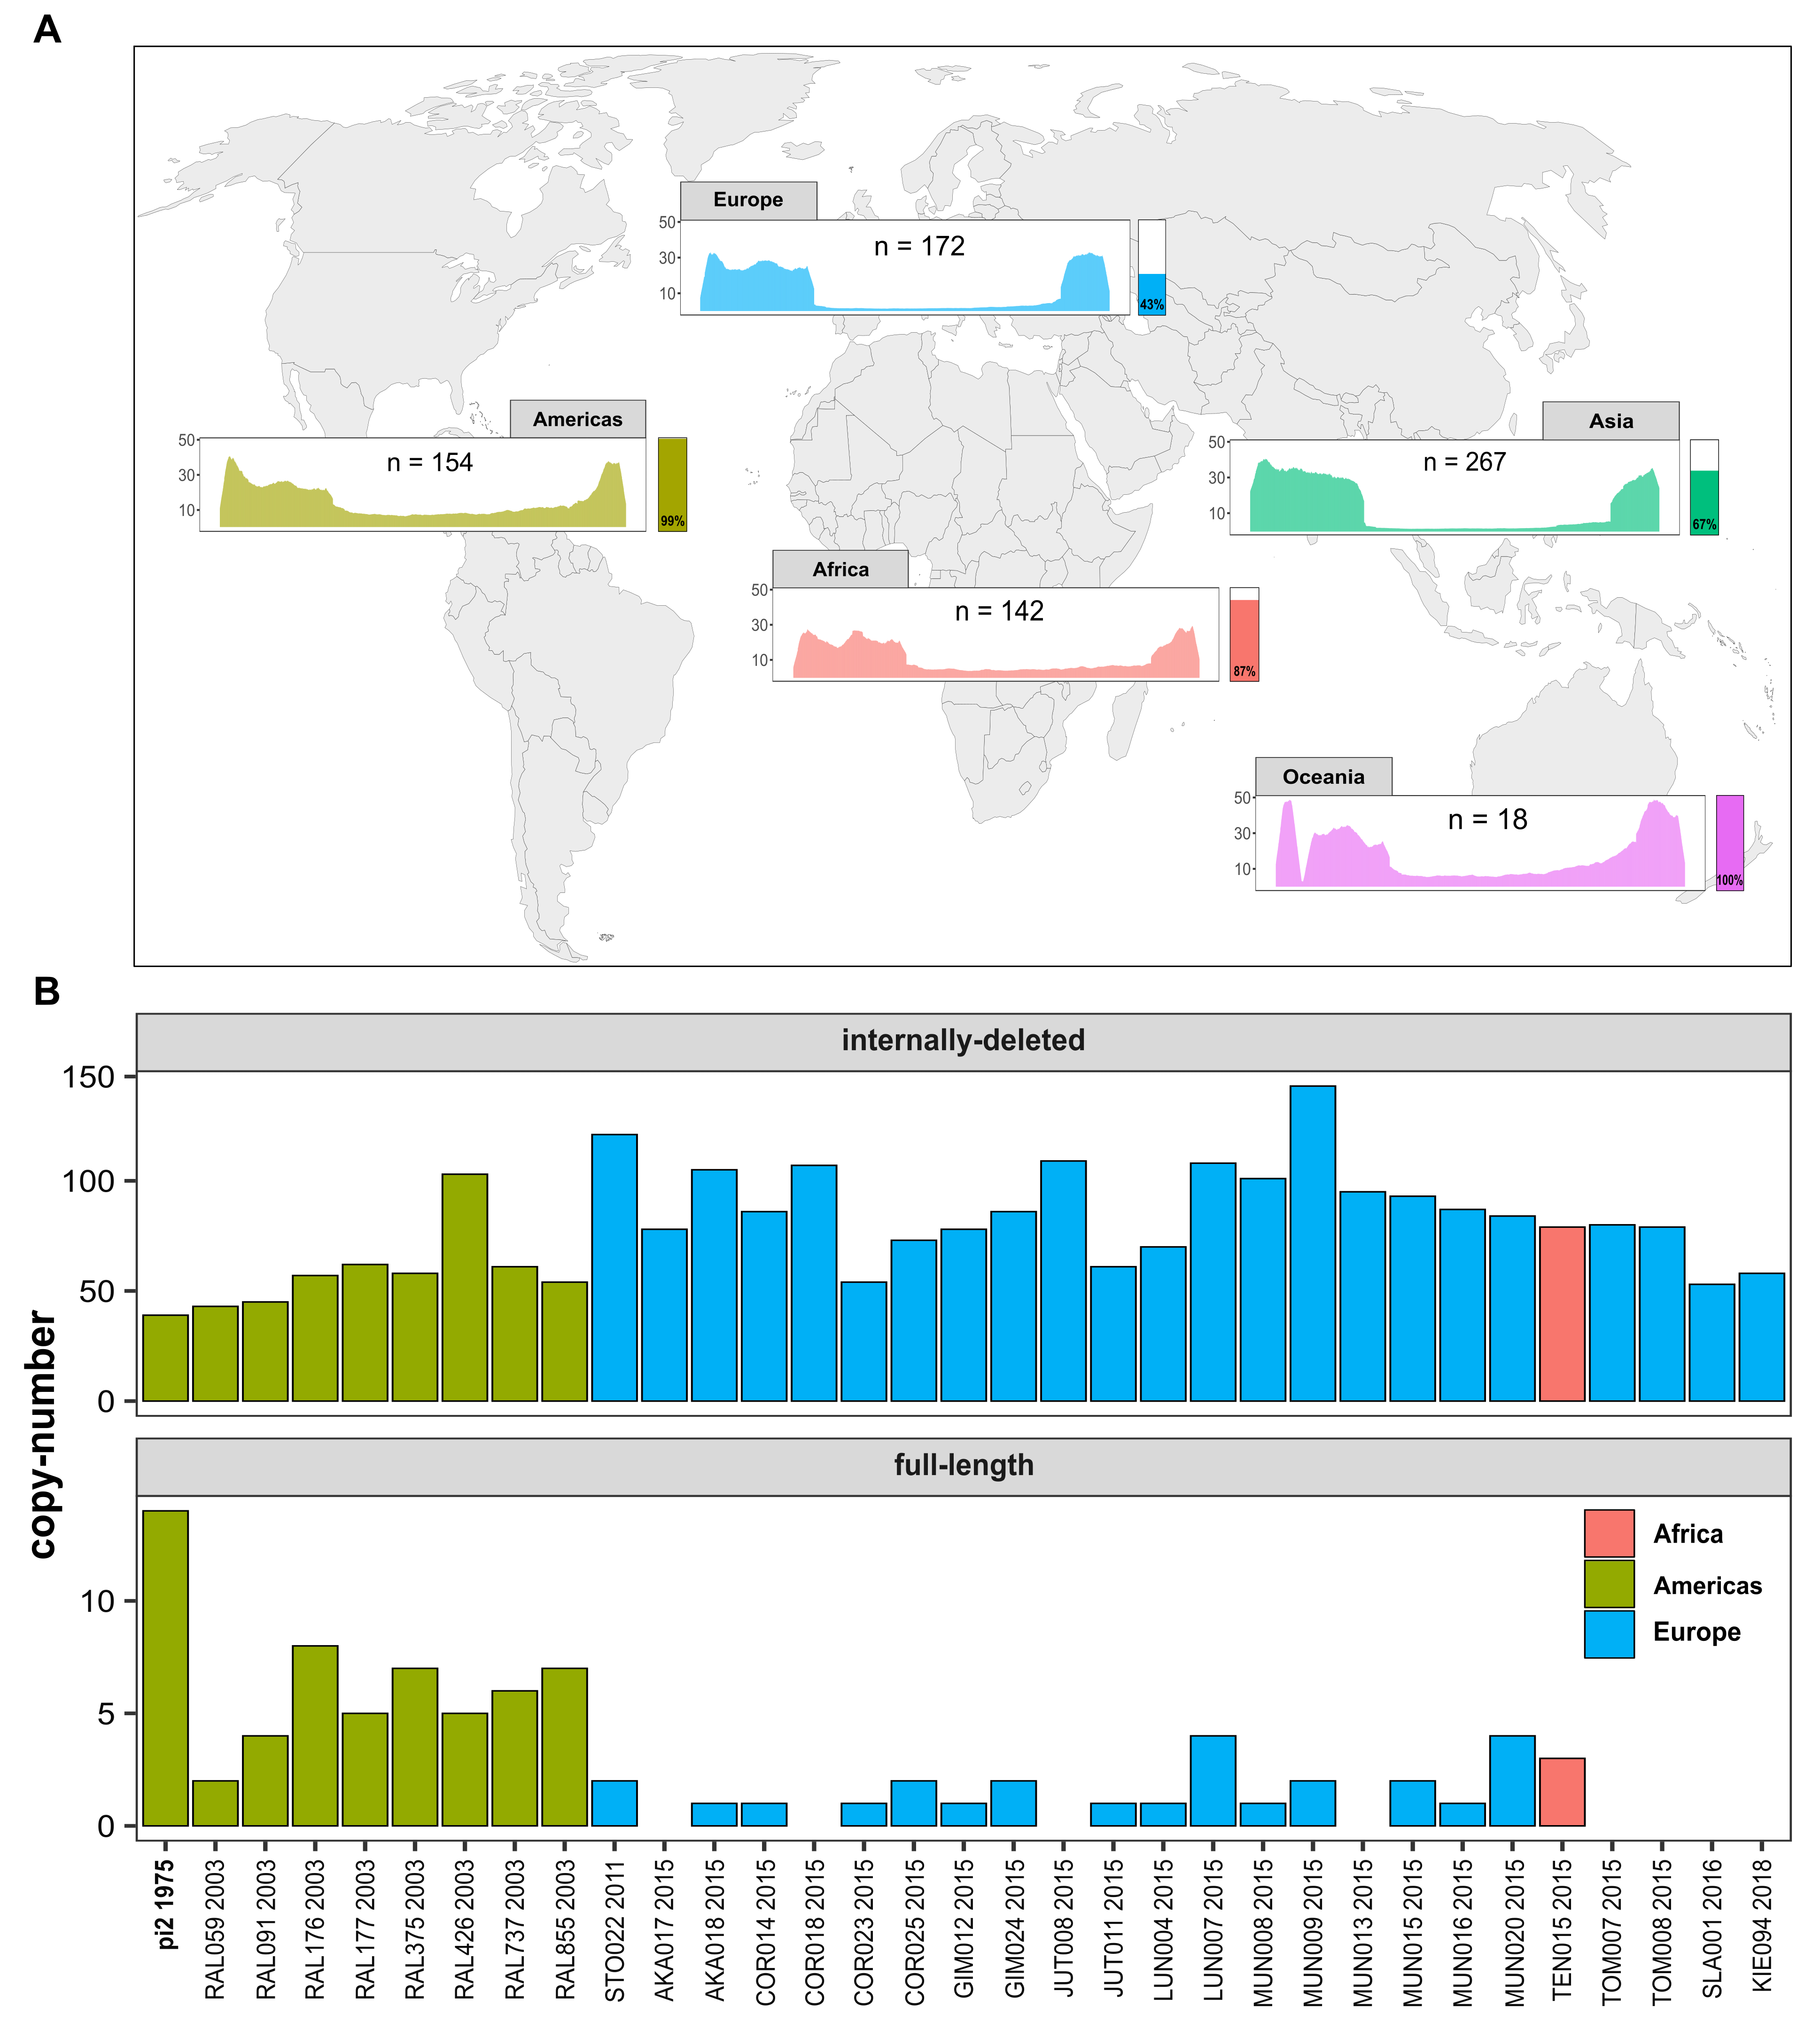 A
Europe
50
30
10
n = 172
43%
Americas
50
30
10
n = 154
99%
Asia
50
30
10
n = 267
67%
Africa
50
30
10
n = 142
87%
Oceania
50
30
10
n = 18
100%
B
internally-deleted
150
100
50
0
copy-number
full-length
10
5
0
Africa
Americas
Europe
pi2 1975
RAL059 2003
RAL091 2003
RAL176 2003
RAL177 2003
RAL375 2003
RAL426 2003
RAL737 2003
RAL855 2003
STO022 2011
AKA017 2015
AKA018 2015
COR014 2015
COR018 2015
COR023 2015
COR025 2015
GIM012 2015
GIM024 2015
JUT008 2015
JUT011 2015
LUN004 2015
LUN007 2015
MUN008 2015
MUN009 2015
MUN013 2015
MUN015 2015
MUN016 2015
MUN020 2015
TEN015 2015
TOM007 2015
TOM008 2015
SLA001 2016
KIE094 2018